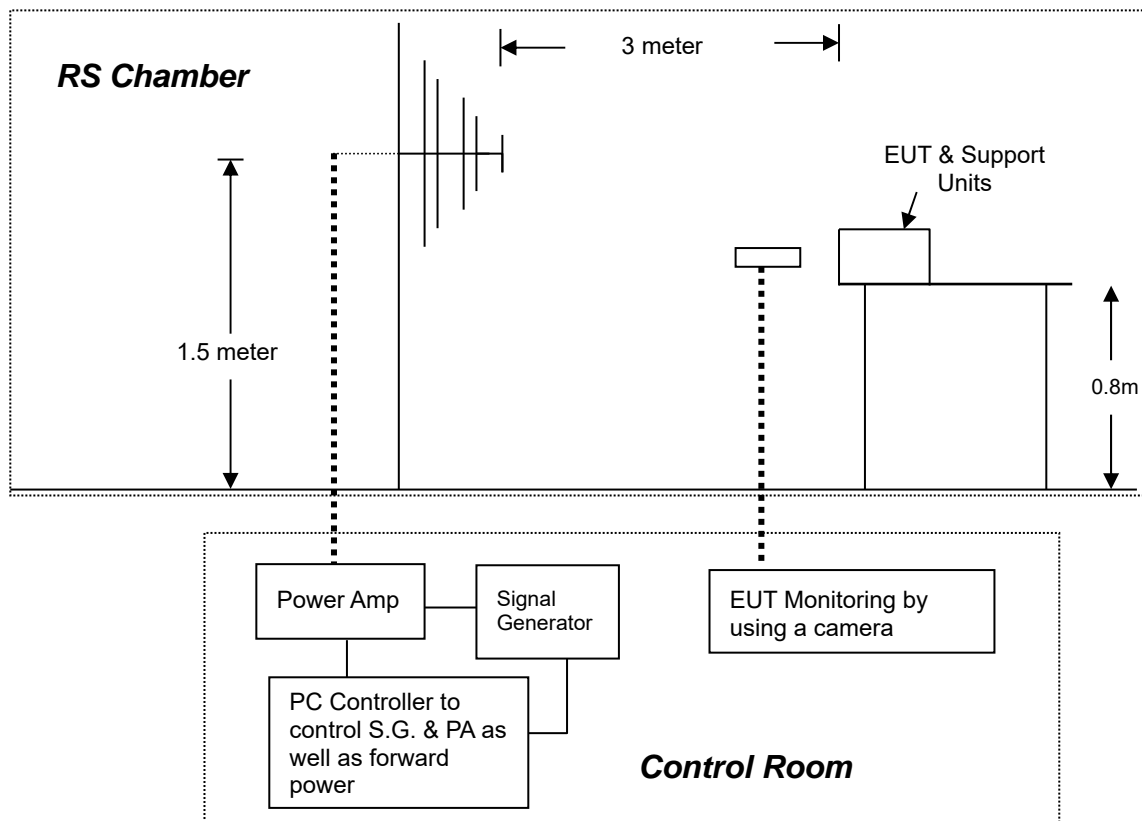 3 meter
RS Chamber
EUT & Support
Units
1.5 meter
0.8m
Power Amp
Signal
Generator
EUT Monitoring by
using a camera
PC Controller to
control S.G. & PA as
well as forward
power
Control Room